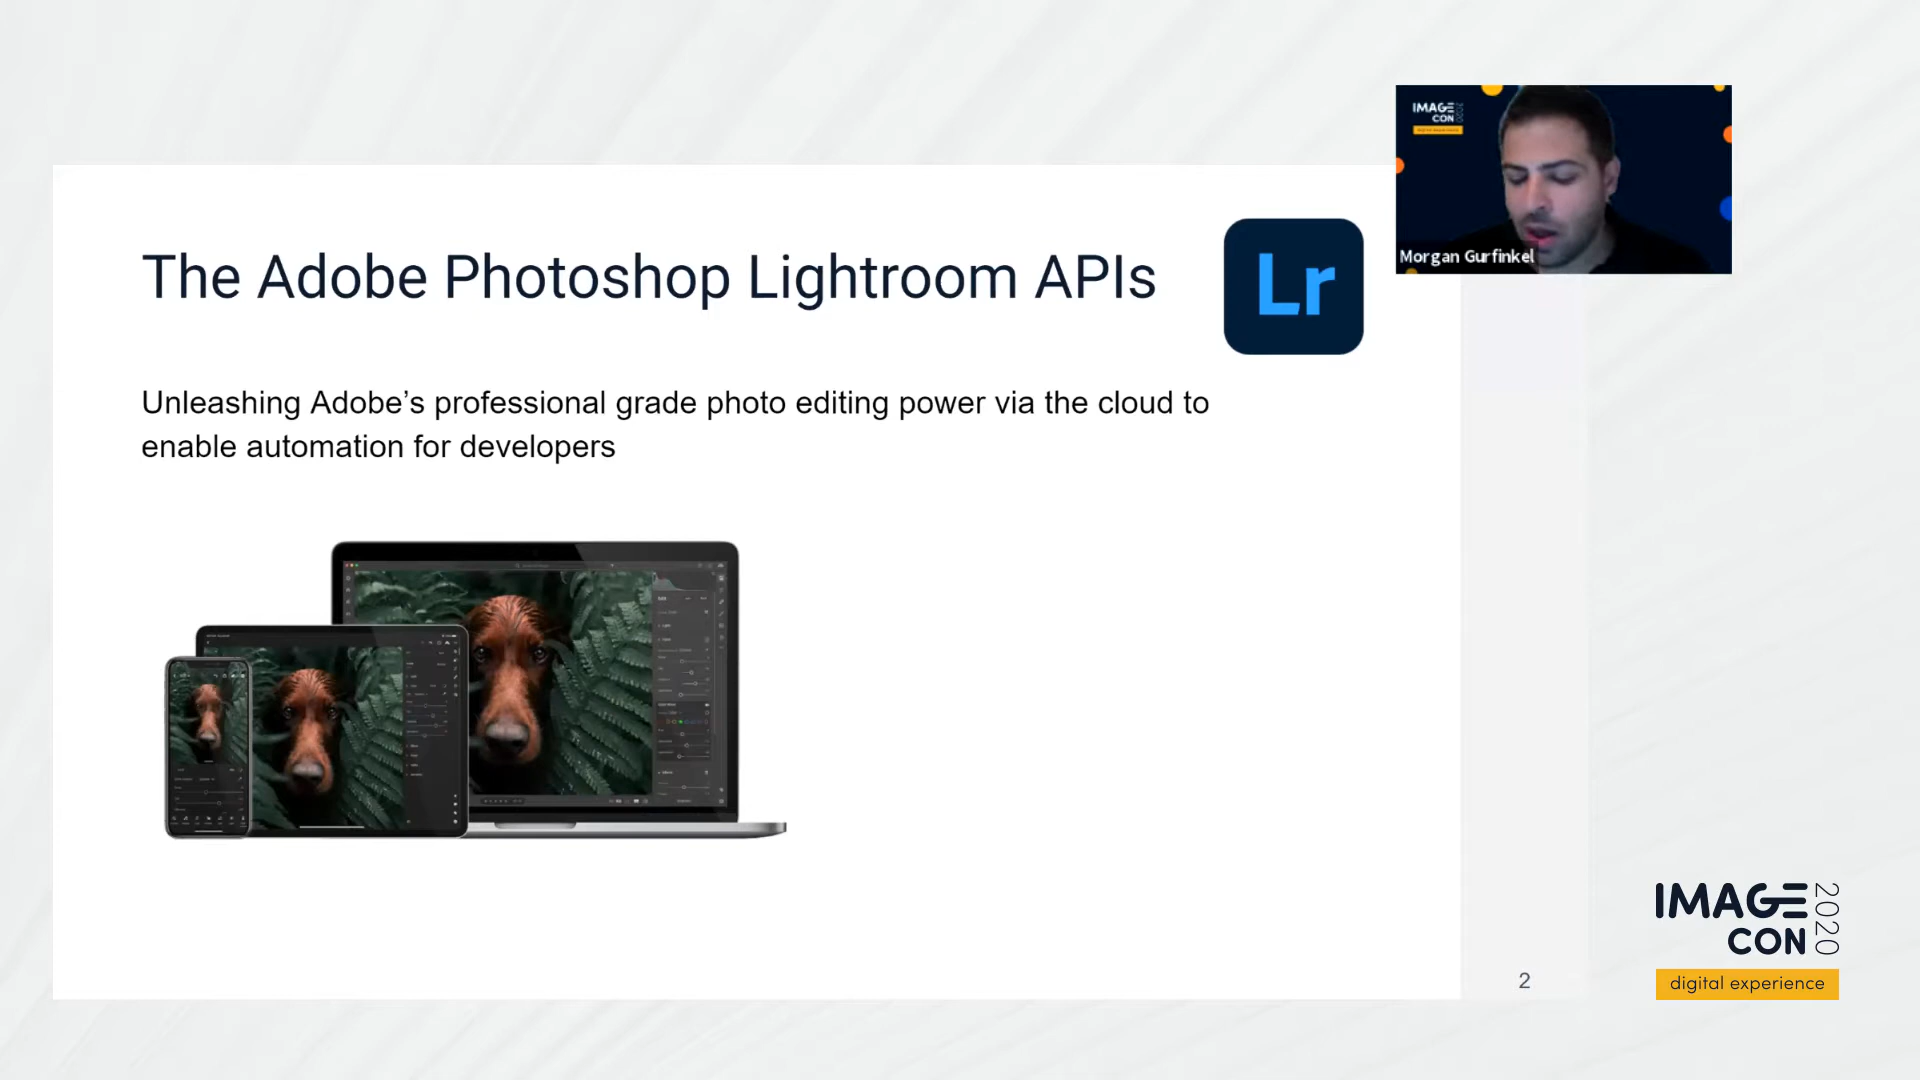 IMAGE
CON
2020
Morgan Gurfinkel
The Adobe Photoshop Lightroom APIs
Lr
Unleashing Adobe’s professional grade photo editing power via the cloud to
enable automation for developers
2
IMAGE
CON
2020
digital experience